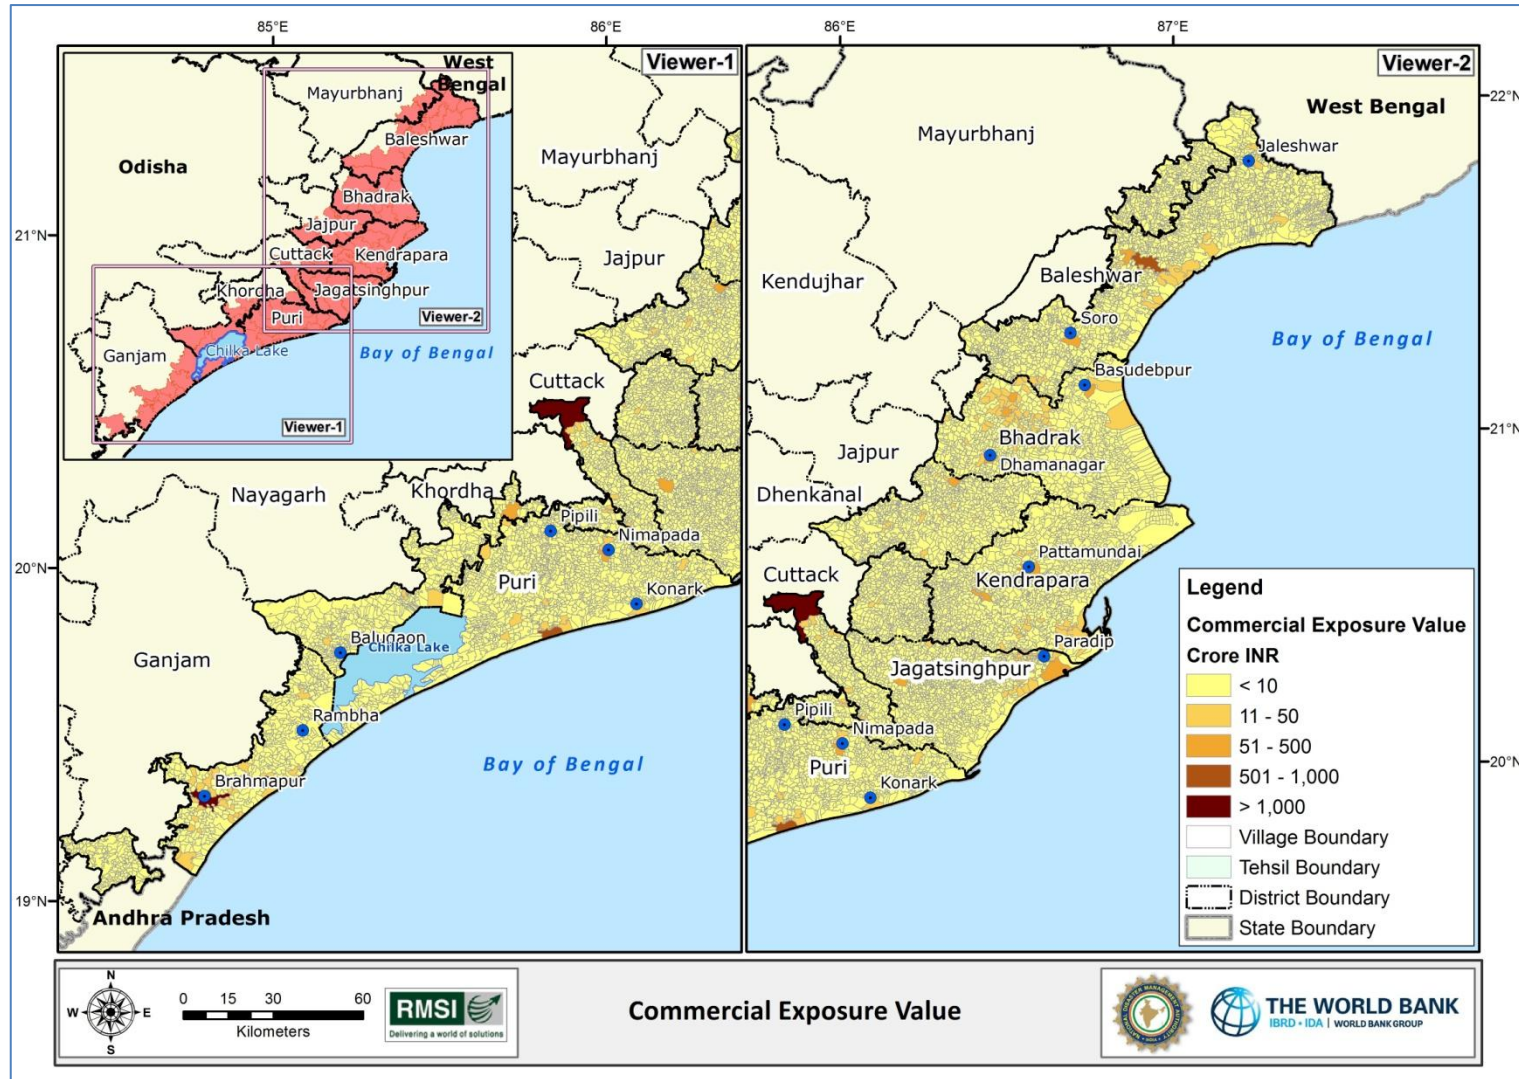 85°E
86°E
86°E
87°E
21°N
20°N
19°N
22°N
21°N
20°N
West
Bengal
Mayurbhanj
Baleshwar
Odisha
Bhadrak
Jajpur
Cuttack
Kendrapara
Khordha
Jagatsinghpur
Puri
Viewer-2
Ganjam
Chilka Lake
Bay of Bengal
Viewer-1
Viewer-1
Mayurbhanj
Jajpur
Cuttack
Nayagarh
Khordha
Pipili
Nimapada
Puri
Konark
Balugaon
Chilka Lake
Ganjam
Rambha
Bay of Bengal
Brahmapur
Andhra Pradesh
Viewer-2
West Bengal
Mayurbhanj
Jaleshwar
Baleshwar
Kendujhar
Soro
Bay of Bengal
Basudebpur
Bhadrak
Jajpur
Dhamanagar
Dhenkanal
Pattamundai
Kendrapara
Cuttack
Paradip
Jagatsinghpur
Pipili
Nimapada
Puri
Konark
Legend
Commercial Exposure Value
Crore INR
< 10
11 - 50
51 - 500
501 - 1,000
> 1,000
Village Boundary
Tehsil Boundary
District Boundary
State Boundary
N
W
E
S
0 15 30 60
Kilometers
RMSI
Delivering a world of solutions
Commercial Exposure Value
THE WORLD BANK
IBRD • IDA | WORLD BANK GROUP